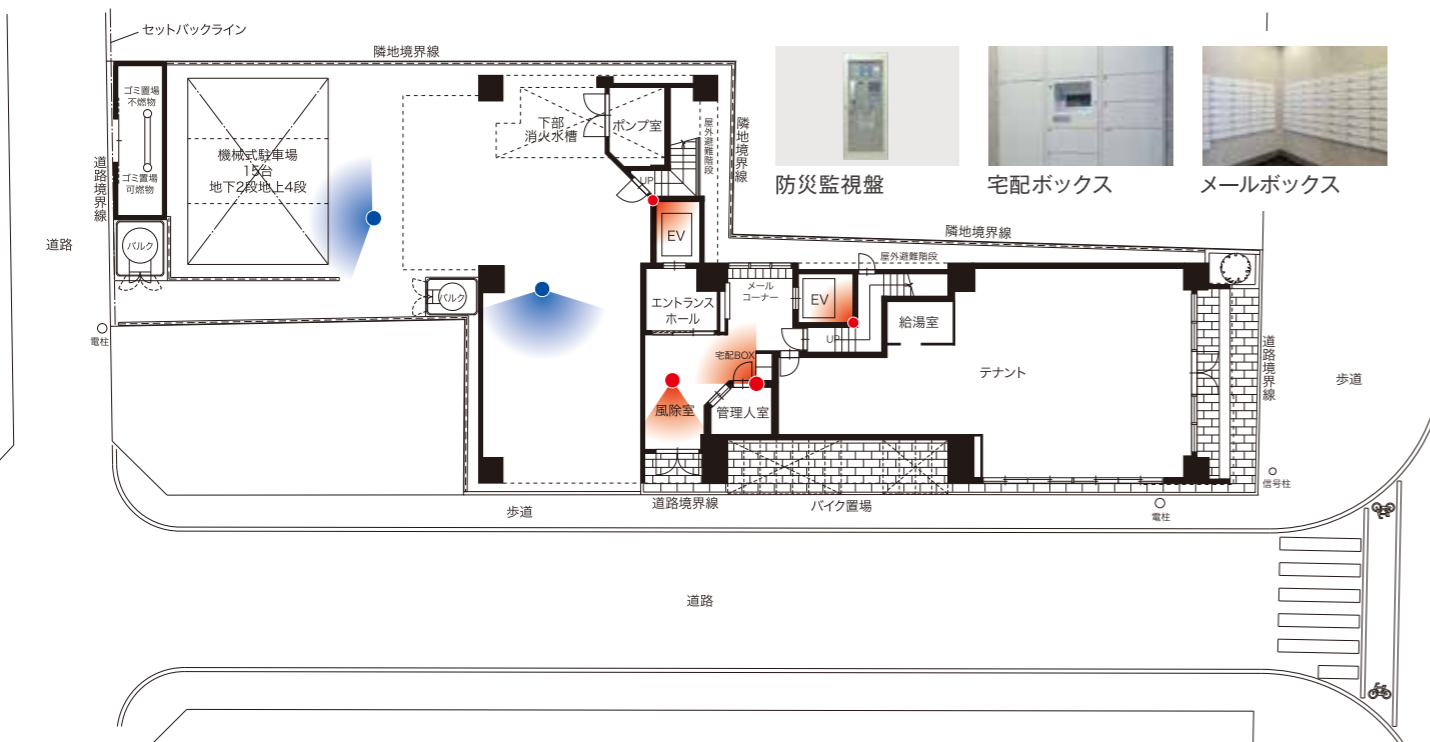 セットバックライン
隣地境界線
防災監視盤
宅配ボックス
メールボックス
ゴミ置場
不燃物
ゴミ置場
可燃物
機械式駐車場
15台
地下2段地上4段
下部
消火水槽
ポンプ室
屋外避難階段
隣地境界線
UP
道路境界線
道路
バルク
EV
隣地境界線
屋外避難階段
バルク
エントランス
ホール
メール
コーナー
EV
UP
給湯室
電柱
宅配BOX
テナント
風除室
管理人室
道路境界線
歩道
信号柱
歩道
道路境界線
バイク置場
電柱
道路